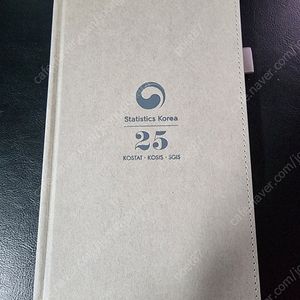 Statistics Korea
25
KOSTAT · KOSIS · SGIS